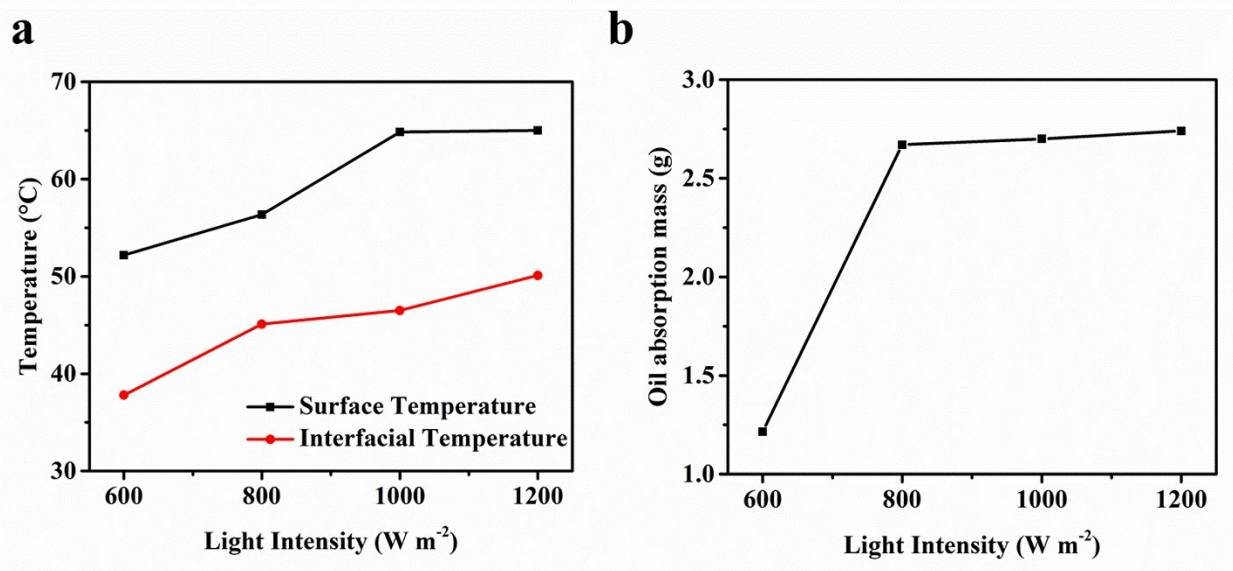 a
70
60
50
40
30
Temperature (°C)
Surface Temperature
Interfacial Temperature
600 800 1000 1200
Light Intensity (W m⁻²)
b
3.0
2.5
2.0
1.5
1.0
Oil absorption mass (g)
600 800 1000 1200
Light Intensity (W m⁻²)